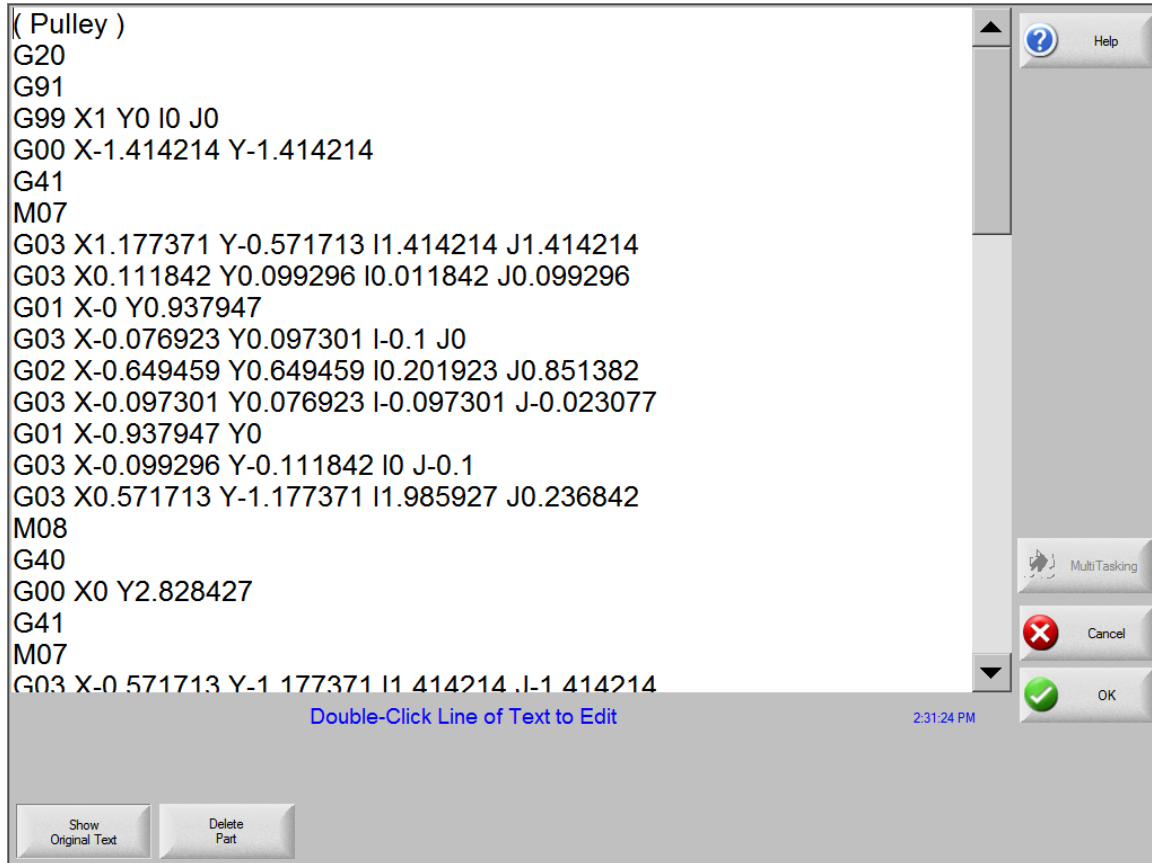 ( Pulley )
G20
G91
G99 X1 Y0 I0 J0
G00 X-1.414214 Y-1.414214
G41
M07
G03 X1.177371 Y-0.571713 I1.414214 J1.414214
G03 X0.111842 Y0.099296 I0.011842 J0.099296
G01 X-0 Y0.937947
G03 X-0.076923 Y0.097301 I-0.1 J0
G02 X-0.649459 Y0.649459 I0.201923 J0.851382
G03 X-0.097301 Y0.076923 I-0.097301 J-0.023077
G01 X-0.937947 Y0
G03 X-0.099296 Y-0.111842 I0 J-0.1
G03 X0.571713 Y-1.177371 I1.985927 J0.236842
M08
G40
G00 X0 Y2.828427
G41
M07
G03 X-0.571713 Y-1.177371 I1.414214 J-1.414214
Help
MultiTasking
Cancel
OK
Double-Click Line of Text to Edit
2:31:24 PM
Show
Original Text
Delete
Part